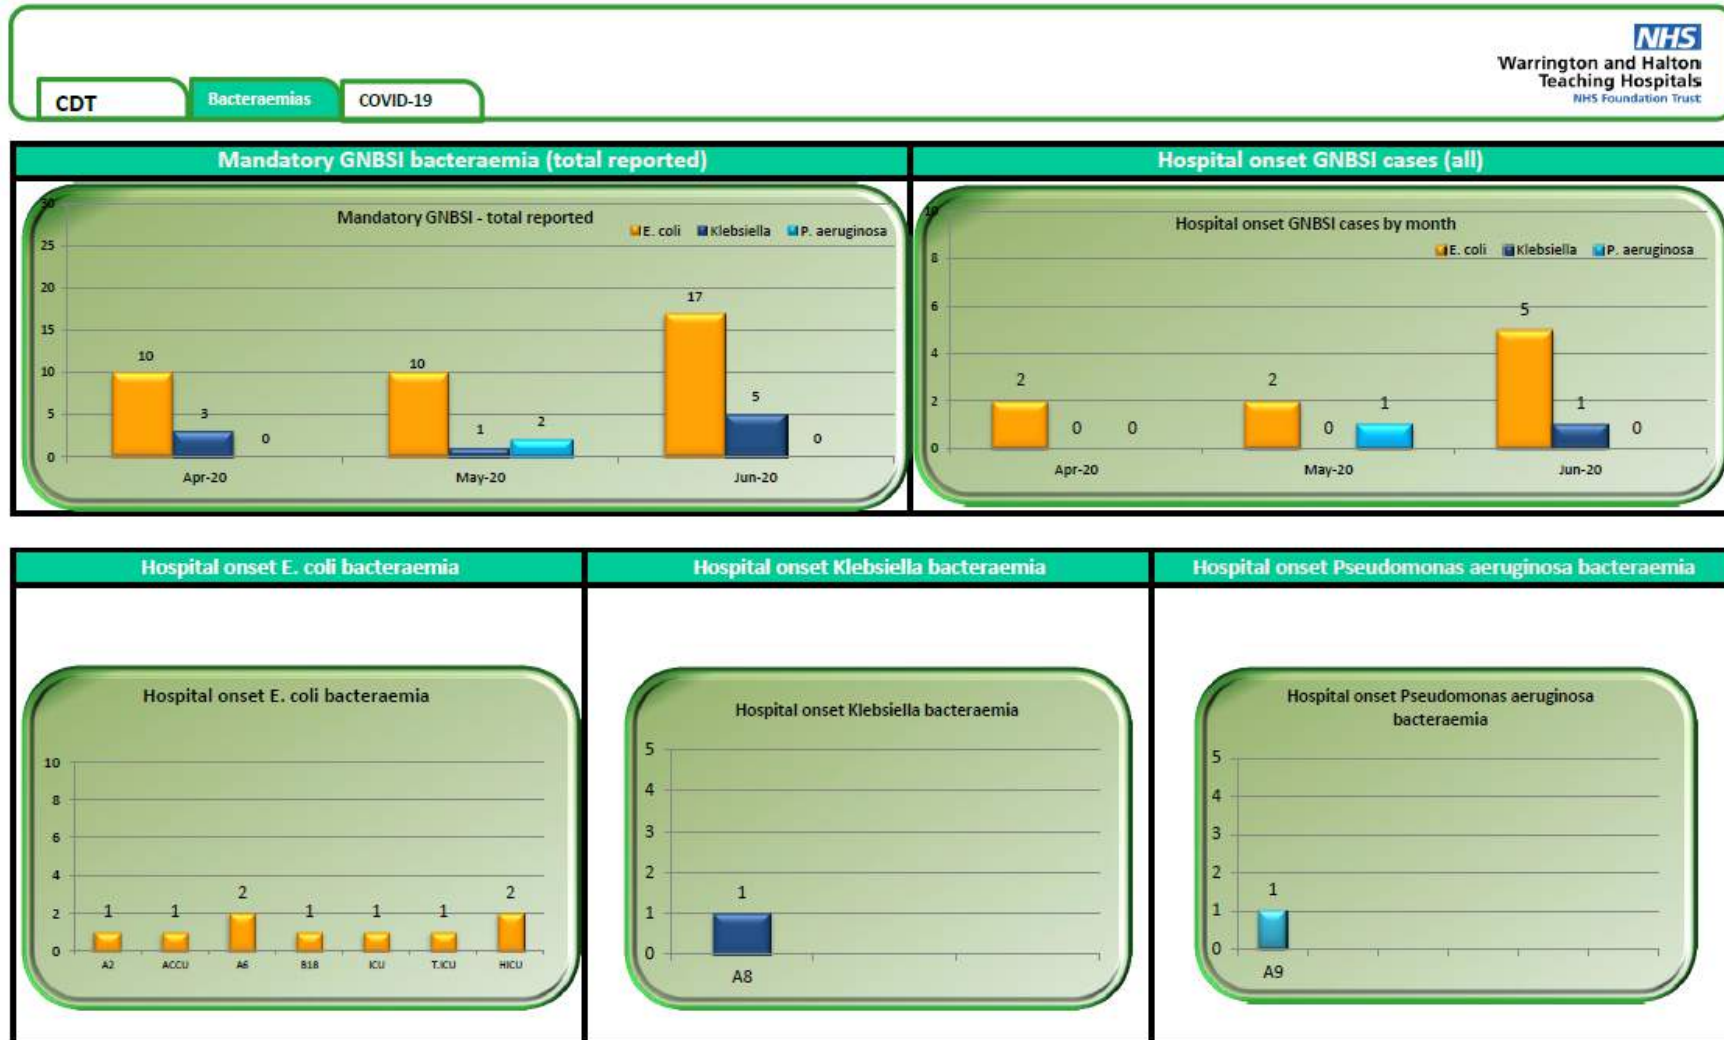 NHS
Warrington and Halton
Teaching Hospitals
NHS Foundation Trust
CDT
Bacteraemias
COVID-19
Mandatory GNBSI bacteraemia (total reported)
Hospital onset GNBSI cases (all)
Mandatory GNBSI - total reported
E. coli Klebsiella P. aeruginosa
30
25
20
15
10
5
0
10
3
0
10
1
2
17
5
0
Apr-20 May-20 Jun-20
Hospital onset GNBSI cases by month
E. coli Klebsiella P. aeruginosa
10
8
6
4
2
0
2
0
0
2
0
1
5
1
0
Apr-20 May-20 Jun-20
Hospital onset E. coli bacteraemia
Hospital onset Klebsiella bacteraemia
Hospital onset Pseudomonas aeruginosa bacteraemia
Hospital onset E. coli bacteraemia
10
8
6
4
2
0
1 1 2 1 1 1 2
A2 ACCU A6 B18 ICU T.ICU HICU
Hospital onset Klebsiella bacteraemia
5
4
3
2
1
0
1
A8
Hospital onset Pseudomonas aeruginosa
bacteraemia
5
4
3
2
1
0
1
A9